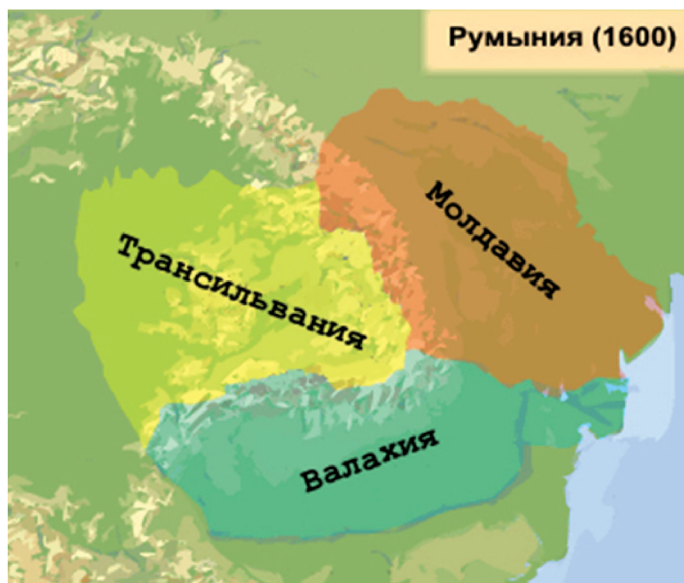 Румыния (1600)
Молдавия
Трансильвания
Валахия